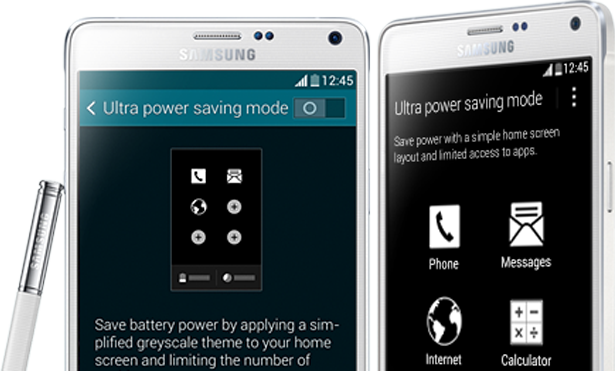 SAMSUNG
12:45
Ultra power saving mode
Save battery power by applying a sim-
plified greyscale theme to your home
screen and limiting the number of
SAMSUNG
SAMSUNG
12:45
Ultra power saving mode
Save power with a simple home screen
layout and limited access to apps.
Phone
Messages
Internet
Calculator